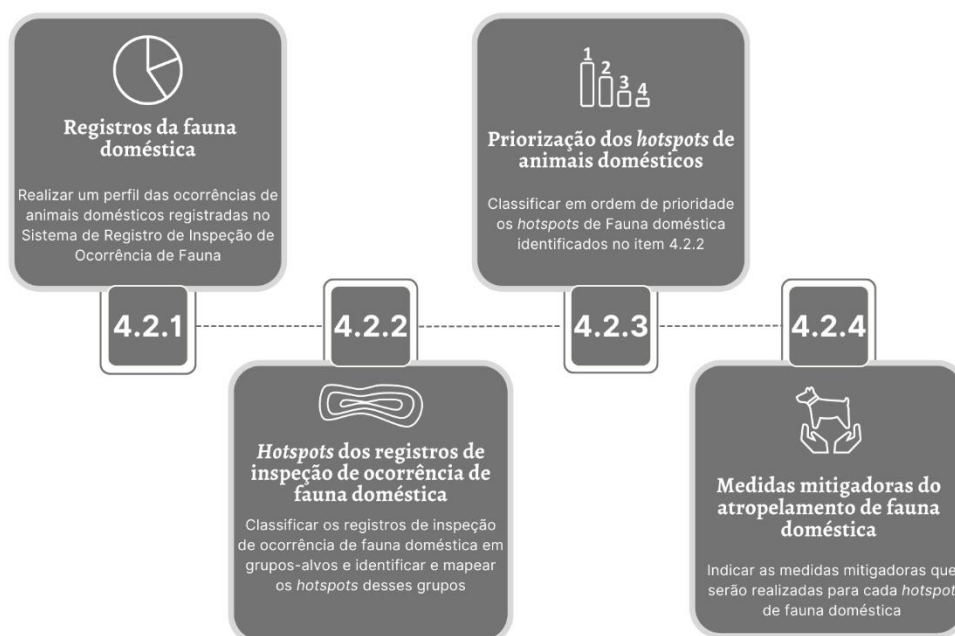 Registros da fauna
doméstica
Realizar um perfil das ocorrências de
animais domésticos registradas no
Sistema de Registro de Inspeção de
Ocorrência de Fauna
4.2.1
4.2.2
Hotspots dos registros de
inspeção de ocorrência de
fauna doméstica
Classificar os registros de inspeção
de ocorrência de fauna doméstica em
grupos-alvos e identificar e mapear
os hotspots desses grupos
1
2
3
4
Priorização dos hotspots de
animais domésticos
Classificar em ordem de prioridade
os hotspots de Fauna doméstica
identificados no item 4.2.2
4.2.3
4.2.4
Medidas mitigadoras do
atropelamento de fauna
doméstica
Indicar as medidas mitigadoras que
serão realizadas para cada hotspot
de fauna doméstica